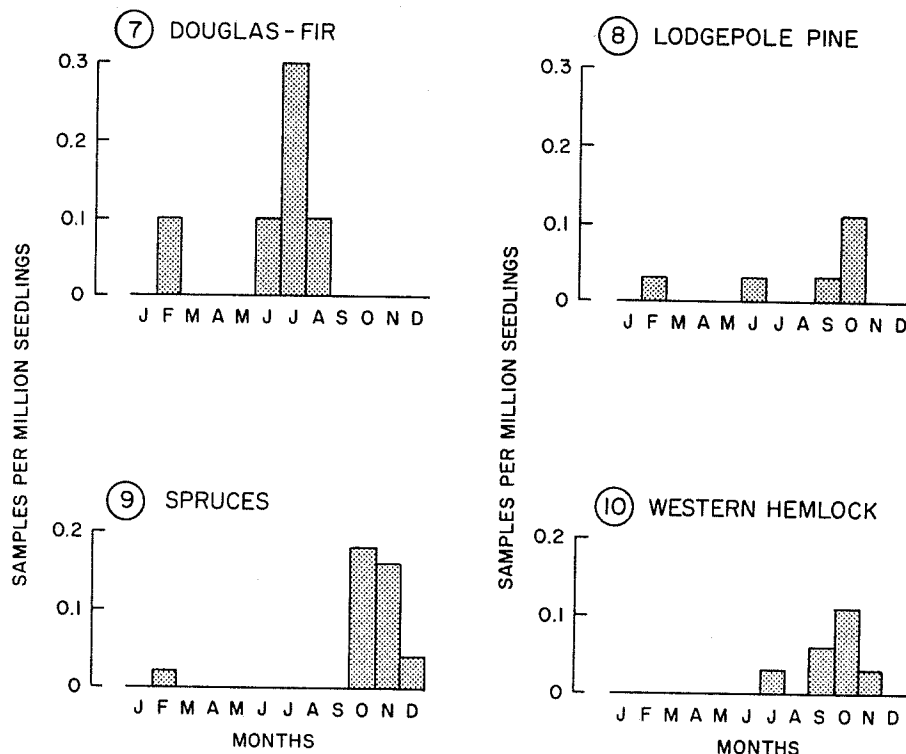 7 DOUGLAS-FIR
0.3
0.2
0.1
0
J F M A M J J A S O N D
8 LODGEPOLE PINE
0.3
0.2
0.1
0
J F M A M J J A S O N D
SAMPLES PER MILLION SEEDLINGS
SAMPLES PER MILLION SEEDLINGS
9 SPRUCES
0.2
0.1
0
J F M A M J J A S O N D
MONTHS
10 WESTERN HEMLOCK
0.2
0.1
0
J F M A M J J A S O N D
MONTHS